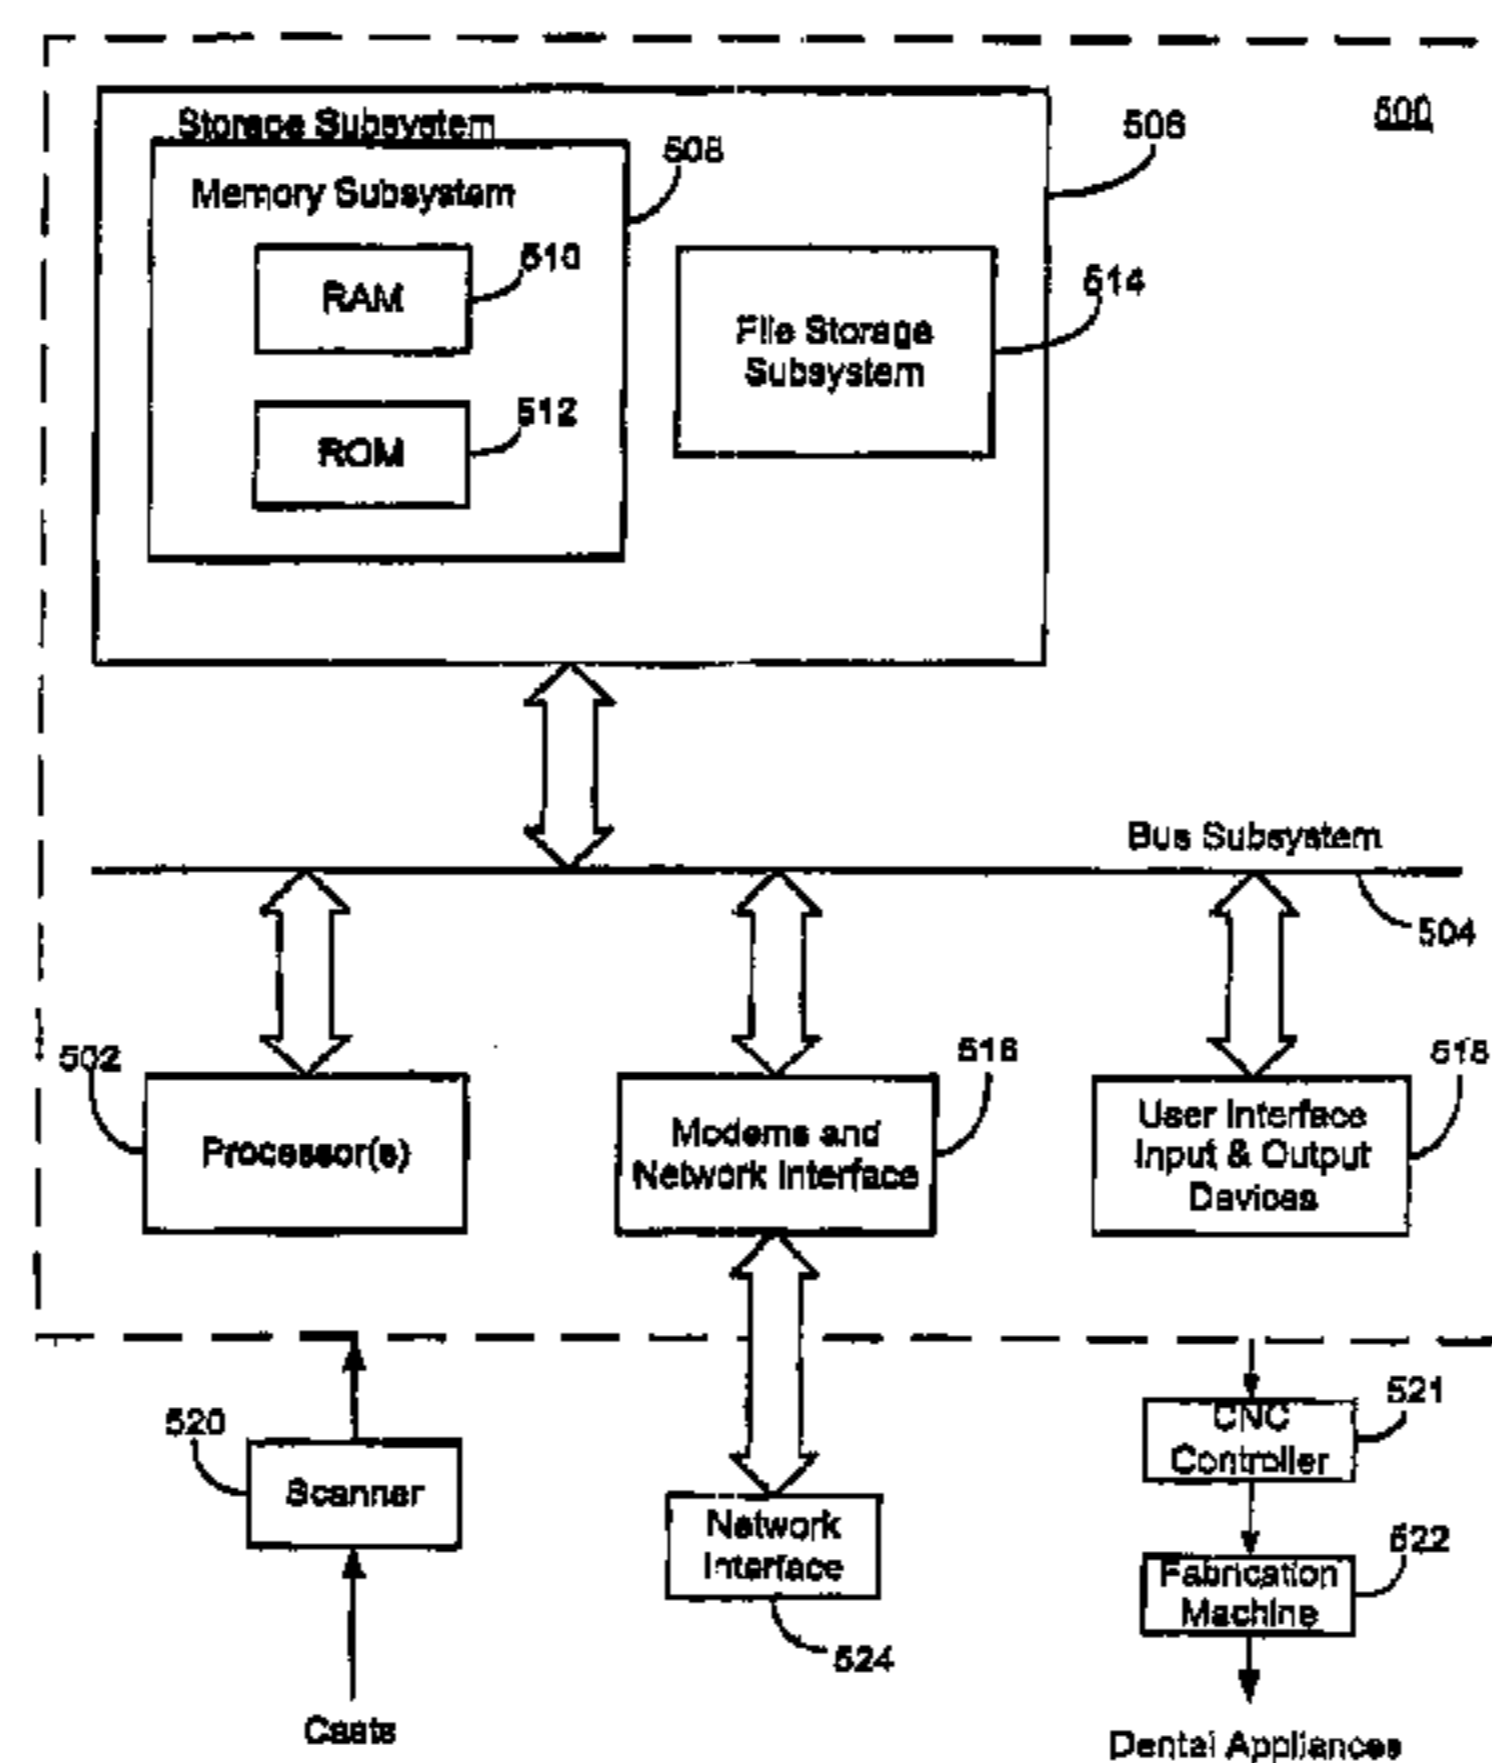 500
Storage Subsystem
506
508
Memory Subsystem
510
RAM
514
File Storage
Subsystem
512
ROM
Bus Subsystem
504
502
516
518
Processor(s)
Modems and
Network Interface
User Interface
Input & Output
Devices
520
Scanner
Casts
Network
Interface
524
521
CNC
Controller
522
Fabrication
Machine
Dental Appliances